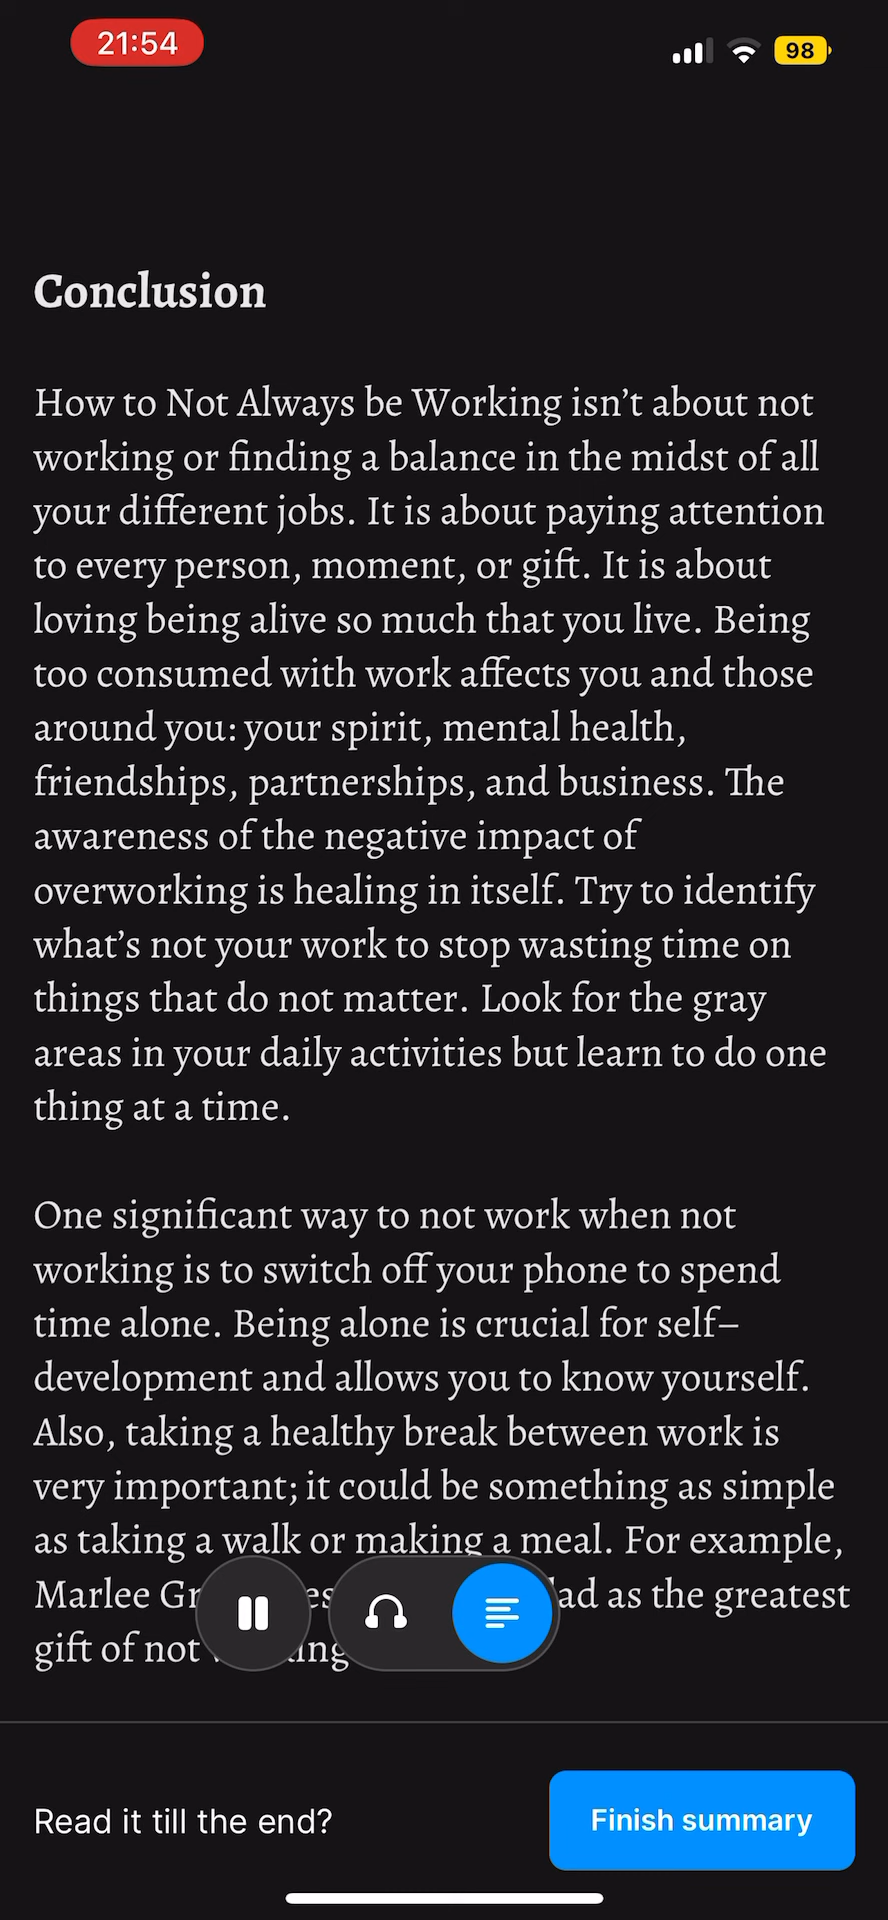 21:54
98
Conclusion
How to Not Always be Working isn’t about not
working or finding a balance in the midst of all
your different jobs. It is about paying attention
to every person, moment, or gift. It is about
loving being alive so much that you live. Being
too consumed with work affects you and those
around you: your spirit, mental health,
friendships, partnerships, and business. The
awareness of the negative impact of
overworking is healing in itself. Try to identify
what’s not your work to stop wasting time on
things that do not matter. Look for the gray
areas in your daily activities but learn to do one
thing at a time.
One significant way to not work when not
working is to switch off your phone to spend
time alone. Being alone is crucial for self-
development and allows you to know yourself.
Also, taking a healthy break between work is
very important; it could be something as simple
as taking a walk or making a meal. For example,
Marlee as the greatest
gift of not
Read it till the end?
Finish summary